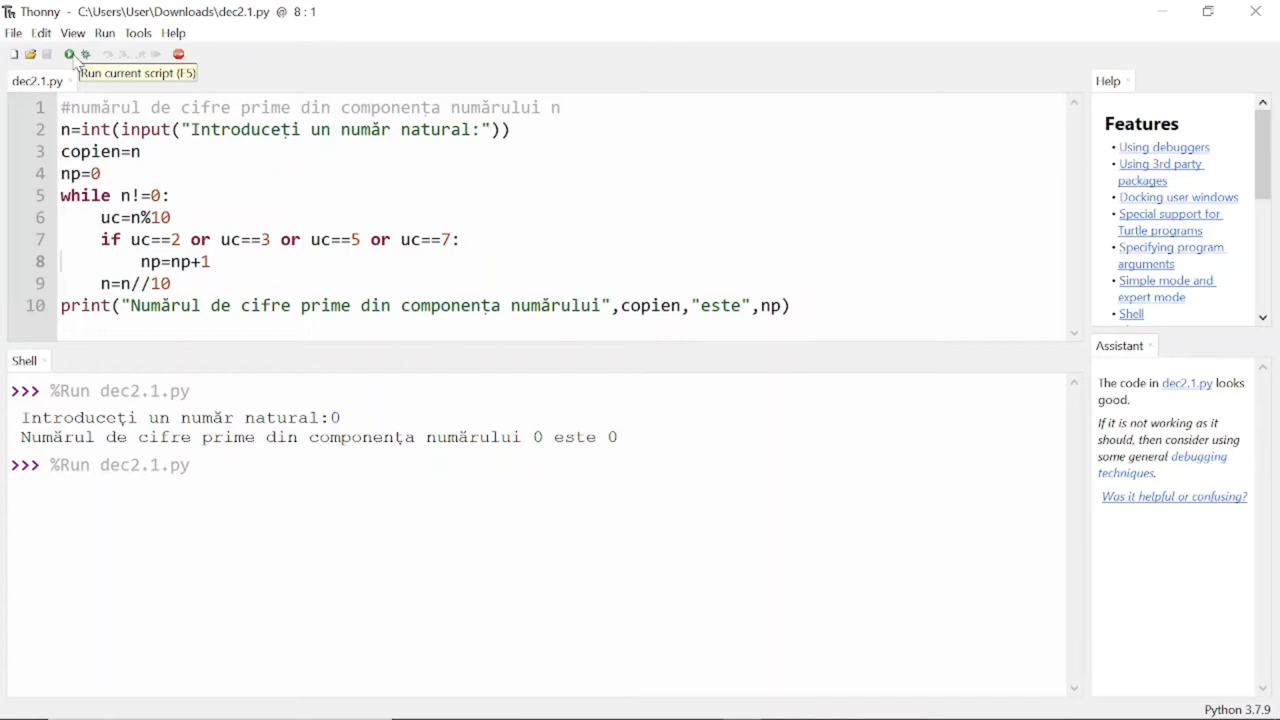 Thonny - C:\Users\User\Downloads\dec2.1.py @ 8:1
File Edit View Run Tools Help
Run current script (F5)
dec2.1.py
1 #numărul de cifre prime din componența numărului n
2 n=int(input("Introduceți un număr natural:"))
3 copien=n
4 np=0
5 while n!=0:
6 uc=n%10
7 if uc==2 or uc==3 or uc==5 or uc==7:
8 np=np+1
9 n=n//10
10 print("Numărul de cifre prime din componența numărului",copien,"este",np)
Shell
>>> %Run dec2.1.py
Introduceți un număr natural:0
Numărul de cifre prime din componența numărului 0 este 0
>>> %Run dec2.1.py
Help
Features
• Using debuggers
• Using 3rd party
packages
• Docking user windows
• Special support for
Turtle programs
• Specifying program
arguments
• Simple mode and
expert mode
• Shell
Assistant
The code in dec2.1.py looks
good.
If it is not working as it
should, then consider using
some general debugging
techniques.
Was it helpful or confusing?
Python 3.7.9